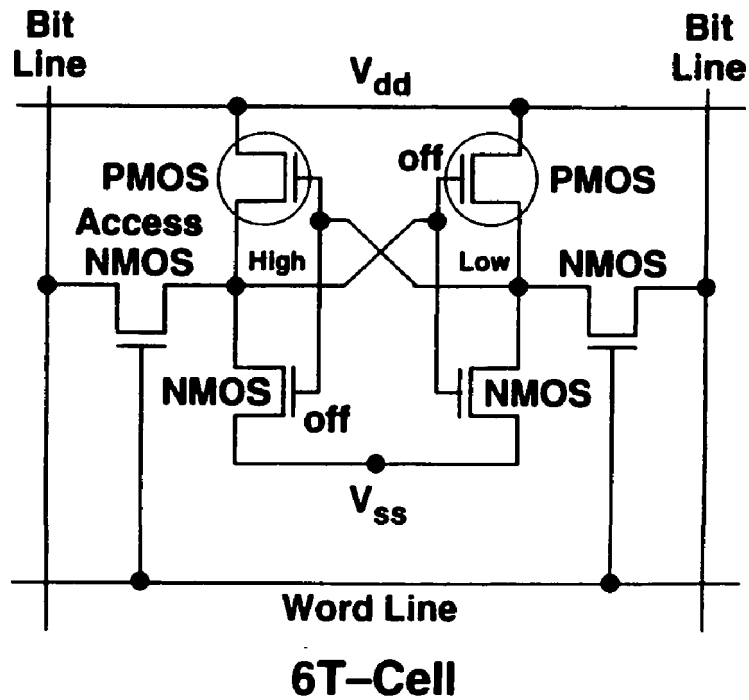 Bit
Line
Bit
Line
Vdd
off
PMOS
PMOS
Access
NMOS
High
Low
NMOS
NMOS
off
NMOS
Vss
Word Line
6T–Cell